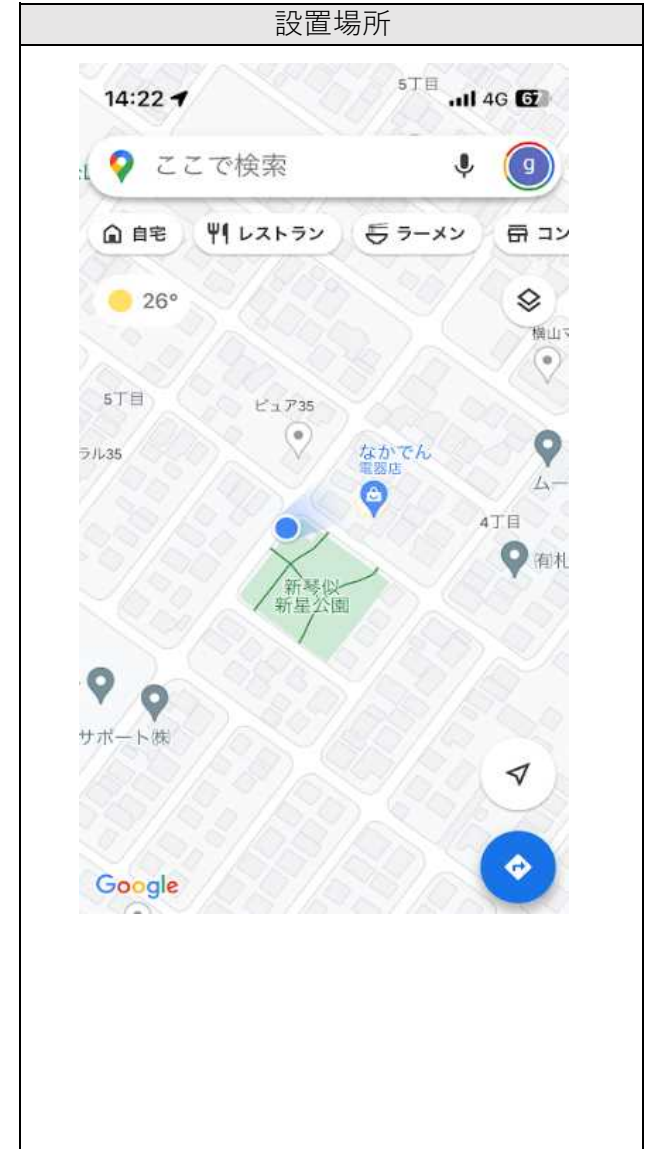 設置場所
5丁目
14:22
4G 67
ここで検索
g
自宅
レストラン
ラーメン
コン
26°
横山マ
5丁目
ピュア35
ラル35
なかでん
電器店
ムー
4丁目
㈲札
新琴似
新星公園
サポート㈱
Google